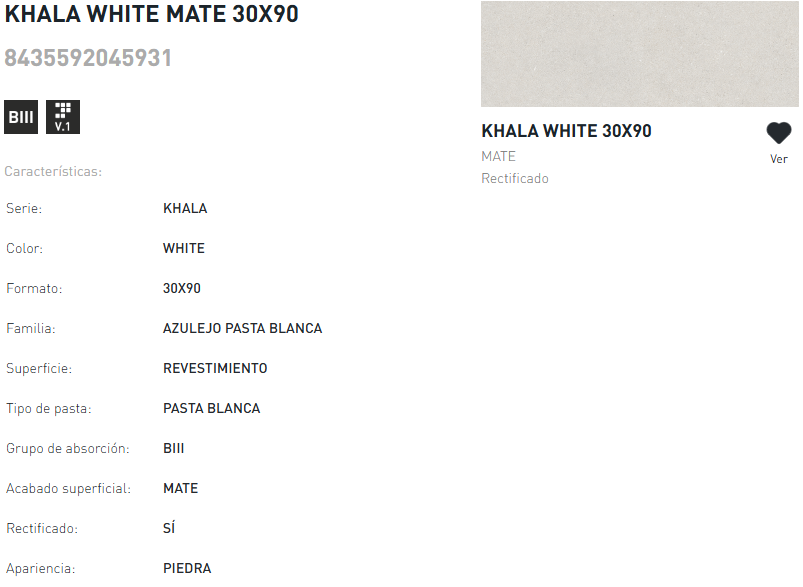 KHALA WHITE MATE 30X90
8435592045931
BIII
V.1
Características:
Serie: KHALA
Color: WHITE
Formato: 30X90
Familia: AZULEJO PASTA BLANCA
Superficie: REVESTIMIENTO
Tipo de pasta: PASTA BLANCA
Grupo de absorción: BIII
Acabado superficial: MATE
Rectificado: SÍ
Apariencia: PIEDRA
KHALA WHITE 30X90
MATE
Rectificado
Ver